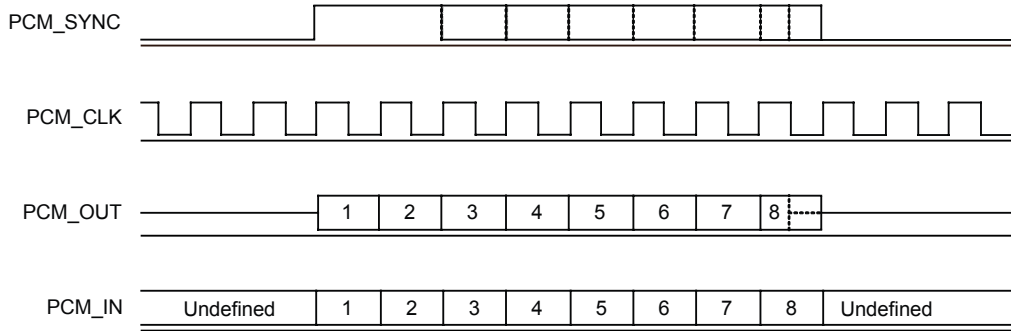 PCM_SYNC
PCM_CLK
PCM_OUT 1 2 3 4 5 6 7 8
PCM_IN Undefined 1 2 3 4 5 6 7 8 Undefined